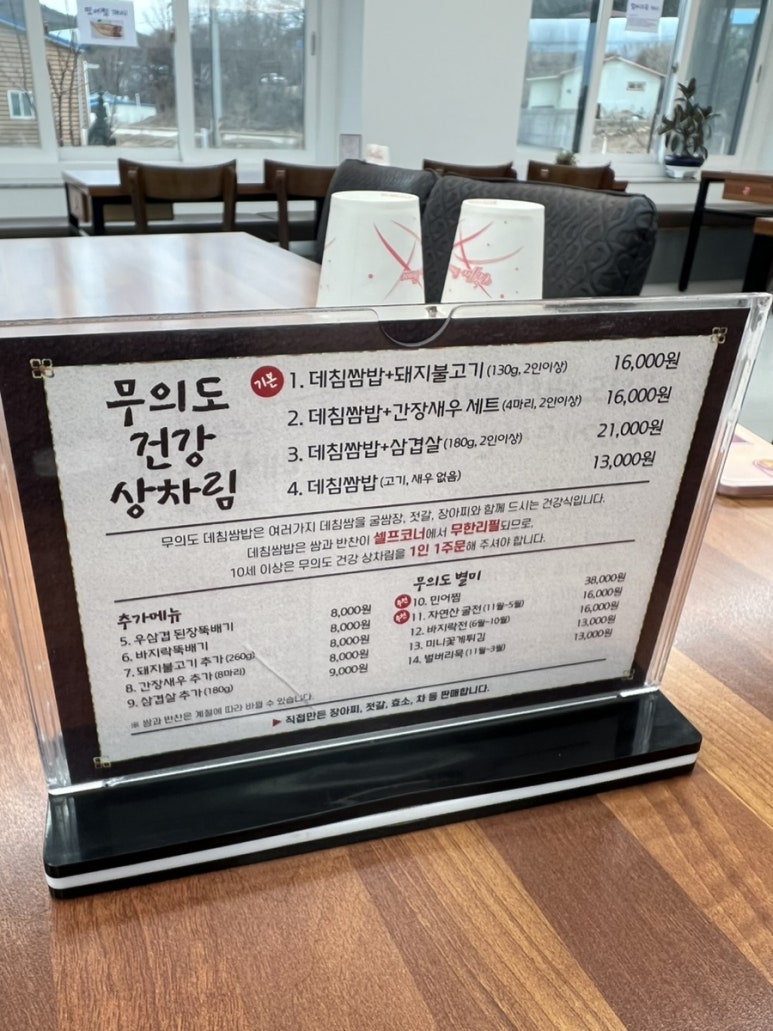 무의도
건강
상차림
기본 1. 데침쌈밥+돼지불고기 (130g, 2인이상) 16,000원
2. 데침쌈밥+간장새우 세트 (4마리, 2인이상) 16,000원
3. 데침쌈밥+삼겹살 (180g, 2인이상) 21,000원
4. 데침쌈밥 (고기, 새우 없음) 13,000원
무의도 데침쌈밥은 여러가지 데침쌈을 굴쌈장, 젓갈, 장아찌와 함께 드시는 건강식입니다.
데침쌈밥은 쌈과 반찬이 셀프코너에서 무한리필되므로,
10세 이상은 무의도 건강 상차림을 1인 1주문해 주셔야 합니다.
추가메뉴
5. 우삼겹 된장뚝배기 8,000원
6. 바지락뚝배기 8,000원
7. 돼지불고기 추가 (260g) 8,000원
8. 간장새우 추가 (8마리) 8,000원
9. 삼겹살 추가 (180g) 9,000원
무의도 별미
추천 10. 민어찜 38,000원
추천 11. 자연산 굴전 (11월~5월) 16,000원
12. 바지락전 (6월~10월) 16,000원
13. 미니꽃게튀김 13,000원
14. 벌버리묵 (11월~3월) 13,000원
※ 쌈과 반찬은 계절에 따라 바뀔 수 있습니다.
▶ 직접만든 장아찌, 젓갈, 효소, 차 등 판매합니다.